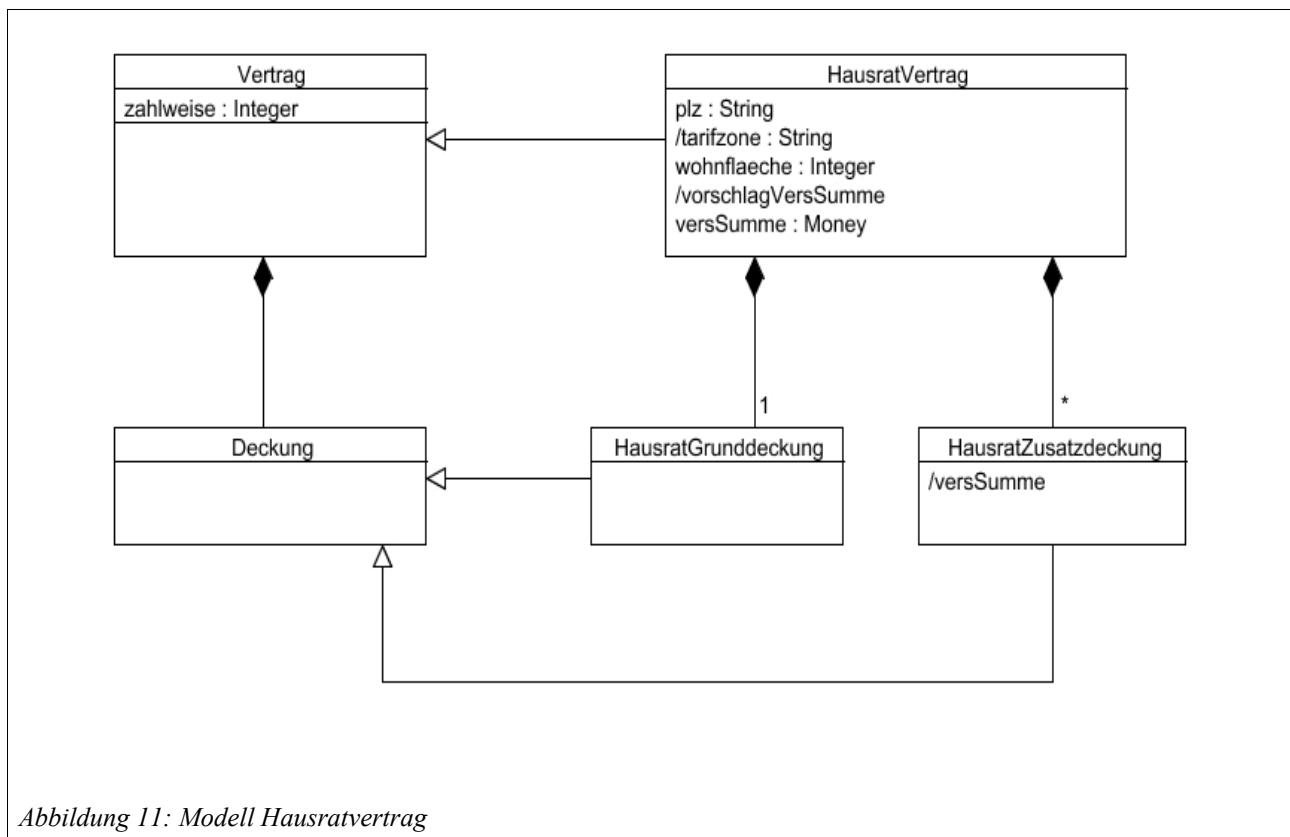 Vertrag
zahlweise : Integer
HausratVertrag
plz : String
/tarifzone : String
wohnflaeche : Integer
/vorschlagVersSumme
versSumme : Money
1
*
Deckung
HausratGrunddeckung
HausratZusatzdeckung
/versSumme
Abbildung 11: Modell Hausratvertrag